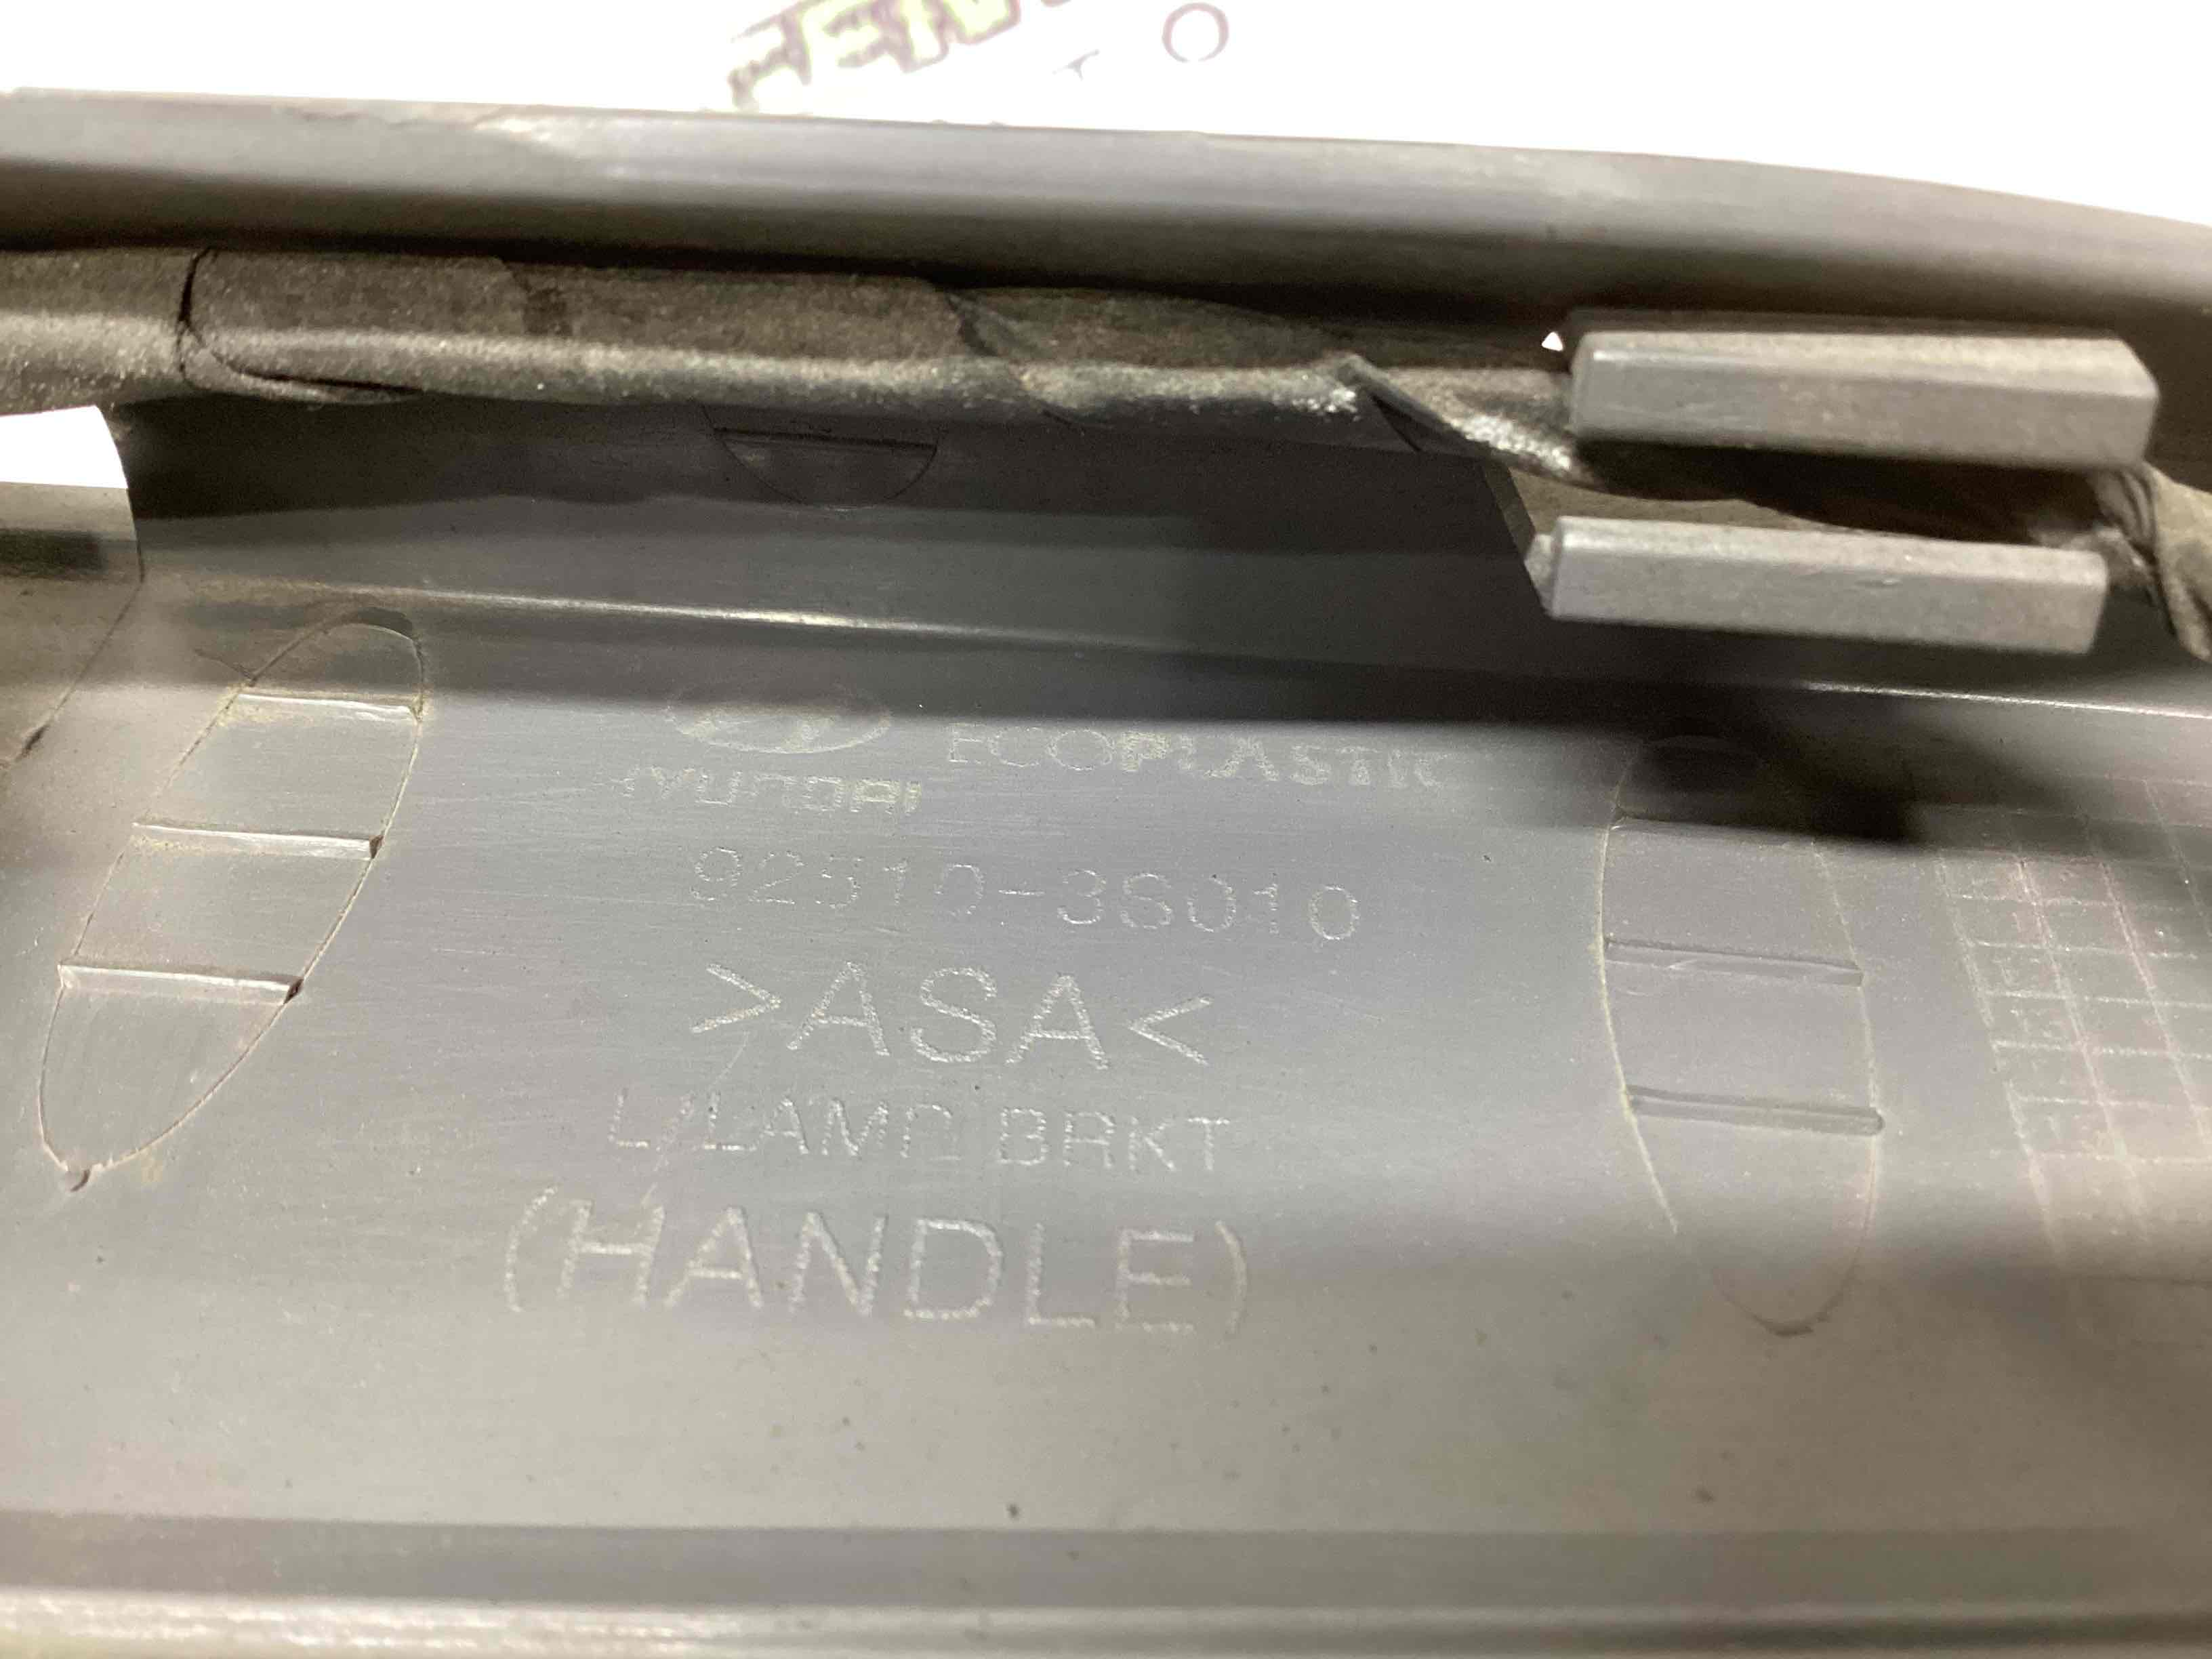 ECOPLASTIC
HYUNDAI
92510-3S010
>ASA<
L/LAMP BRKT
(HANDLE)